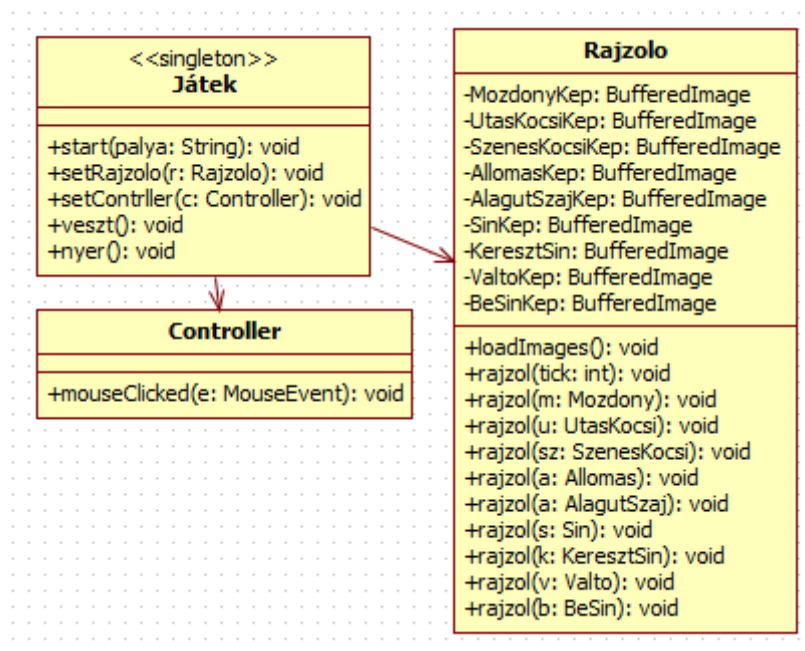 <<singleton>>
Játek
+start(palya: String): void
+setRajzolo(r: Rajzolo): void
+setContrller(c: Controller): void
+veszt(): void
+nyer(): void
Controller
+mouseClicked(e: MouseEvent): void
Rajzolo
-MozdonyKep: BufferedImage
-UtasKocsiKep: BufferedImage
-SzenesKocsiKep: BufferedImage
-AllomasKep: BufferedImage
-AlagutSzajKep: BufferedImage
-SinKep: BufferedImage
-KeresztSin: BufferedImage
-ValtoKep: BufferedImage
-BeSinKep: BufferedImage
+loadImages(): void
+rajzol(tick: int): void
+rajzol(m: Mozdony): void
+rajzol(u: UtasKocsi): void
+rajzol(sz: SzenesKocsi): void
+rajzol(a: Allomas): void
+rajzol(a: AlagutSzaj): void
+rajzol(s: Sin): void
+rajzol(k: KeresztSin): void
+rajzol(v: Valto): void
+rajzol(b: BeSin): void